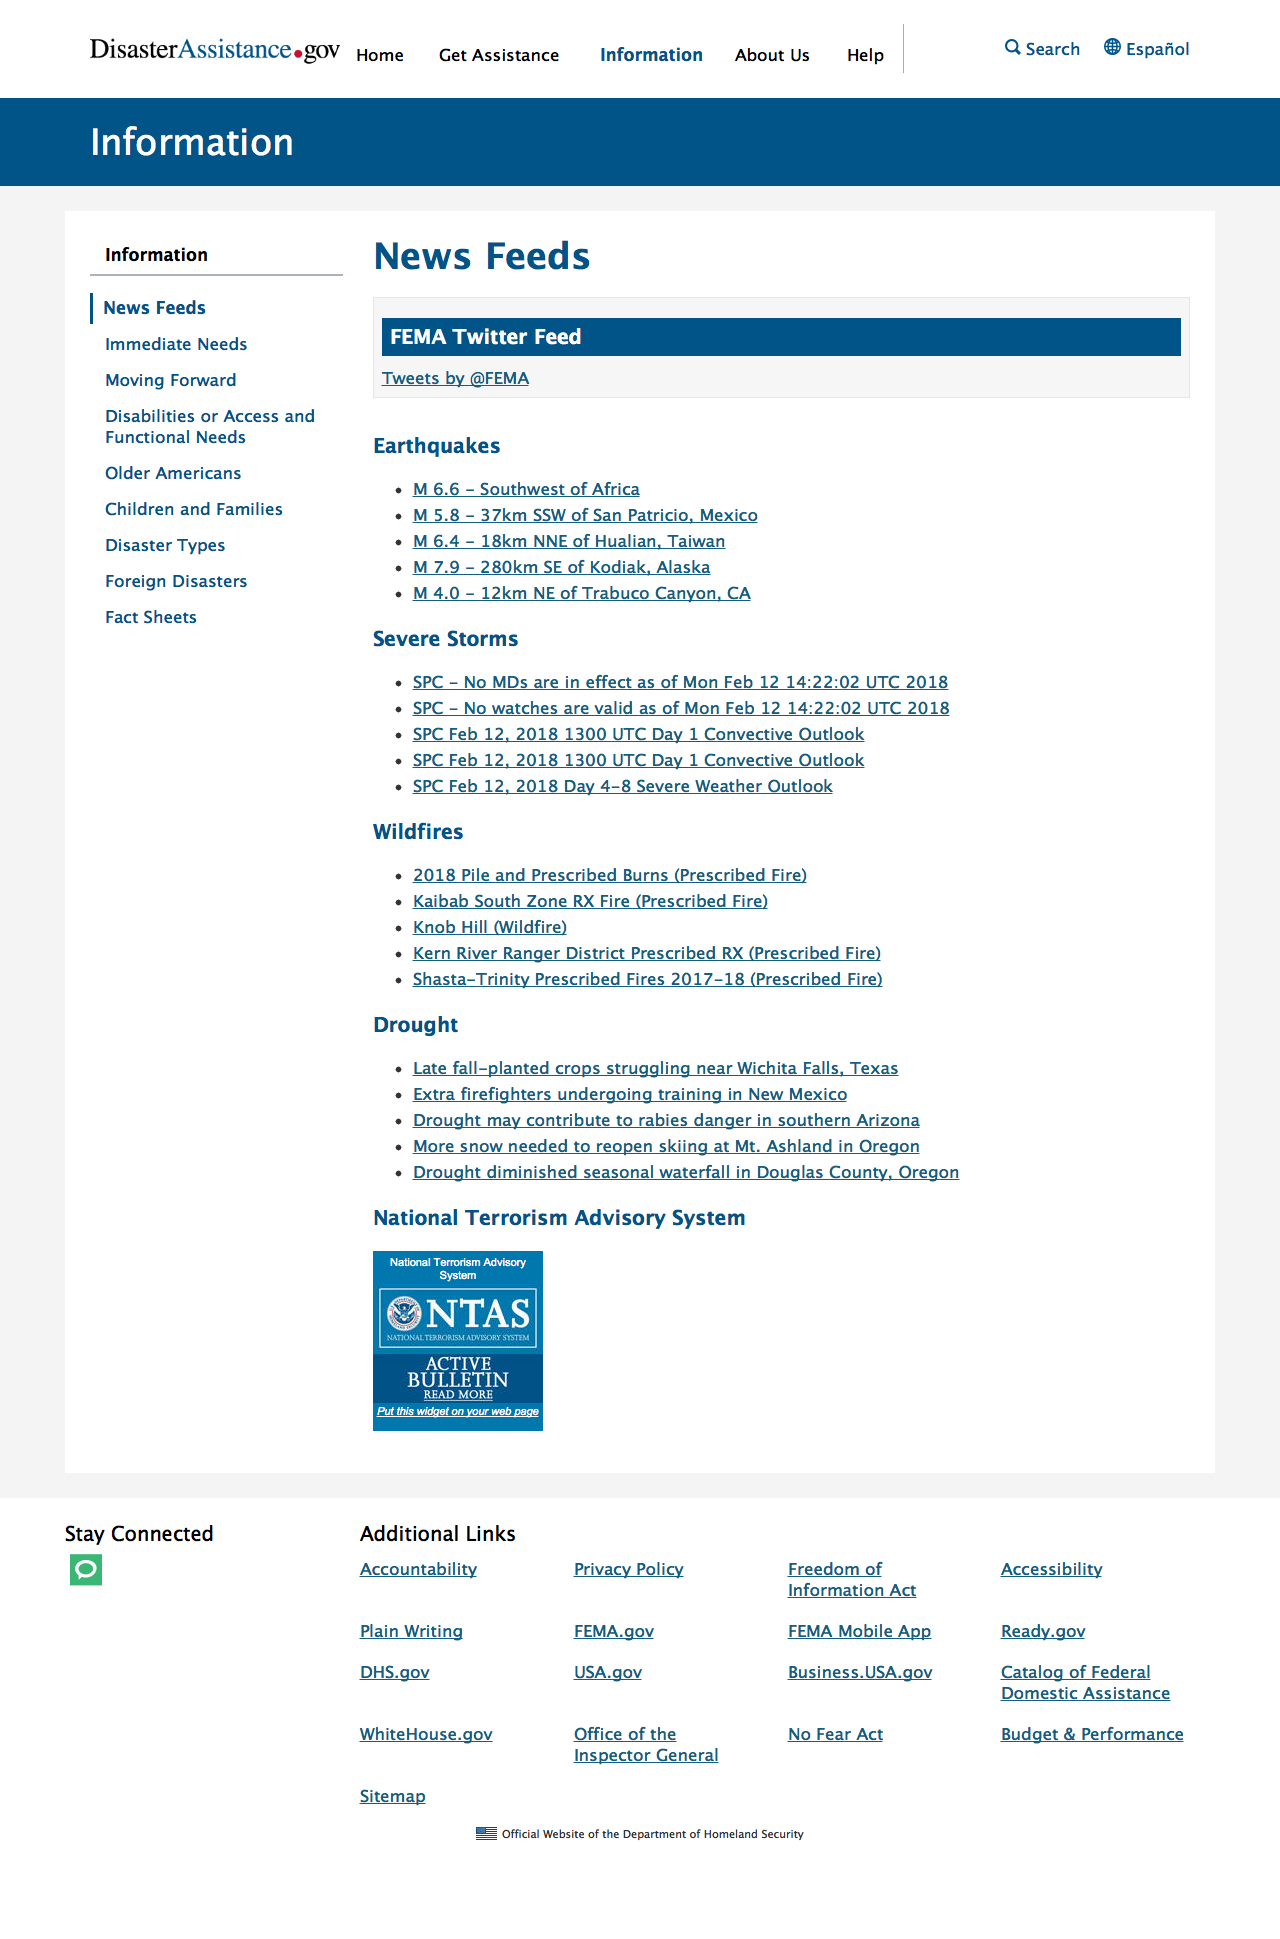 DisasterAssistance.gov
Home
Get Assistance
Information
About Us
Help
Search
Español
Information
Information
News Feeds
Immediate Needs
Moving Forward
Disabilities or Access and
Functional Needs
Older Americans
Children and Families
Disaster Types
Foreign Disasters
Fact Sheets
News Feeds
FEMA Twitter Feed
Tweets by @FEMA
Earthquakes
M 6.6 - Southwest of Africa
M 5.8 - 37km SSW of San Patricio, Mexico
M 6.4 - 18km NNE of Hualian, Taiwan
M 7.9 - 280km SE of Kodiak, Alaska
M 4.0 - 12km NE of Trabuco Canyon, CA
Severe Storms
SPC - No MDs are in effect as of Mon Feb 12 14:22:02 UTC 2018
SPC - No watches are valid as of Mon Feb 12 14:22:02 UTC 2018
SPC Feb 12, 2018 1300 UTC Day 1 Convective Outlook
SPC Feb 12, 2018 1300 UTC Day 1 Convective Outlook
SPC Feb 12, 2018 Day 4-8 Severe Weather Outlook
Wildfires
2018 Pile and Prescribed Burns (Prescribed Fire)
Kaibab South Zone RX Fire (Prescribed Fire)
Knob Hill (Wildfire)
Kern River Ranger District Prescribed RX (Prescribed Fire)
Shasta-Trinity Prescribed Fires 2017-18 (Prescribed Fire)
Drought
Late fall-planted crops struggling near Wichita Falls, Texas
Extra firefighters undergoing training in New Mexico
Drought may contribute to rabies danger in southern Arizona
More snow needed to reopen skiing at Mt. Ashland in Oregon
Drought diminished seasonal waterfall in Douglas County, Oregon
National Terrorism Advisory System
National Terrorism Advisory
System
NTAS
NATIONAL TERRORISM ADVISORY SYSTEM
ACTIVE
BULLETIN
READ MORE
Put this widget on your web page
Stay Connected
Additional Links
Accountability
Privacy Policy
Freedom of
Information Act
Accessibility
Plain Writing
FEMA.gov
FEMA Mobile App
Ready.gov
DHS.gov
USA.gov
Business.USA.gov
Catalog of Federal
Domestic Assistance
WhiteHouse.gov
Office of the
Inspector General
No Fear Act
Budget & Performance
Sitemap
Official Website of the Department of Homeland Security